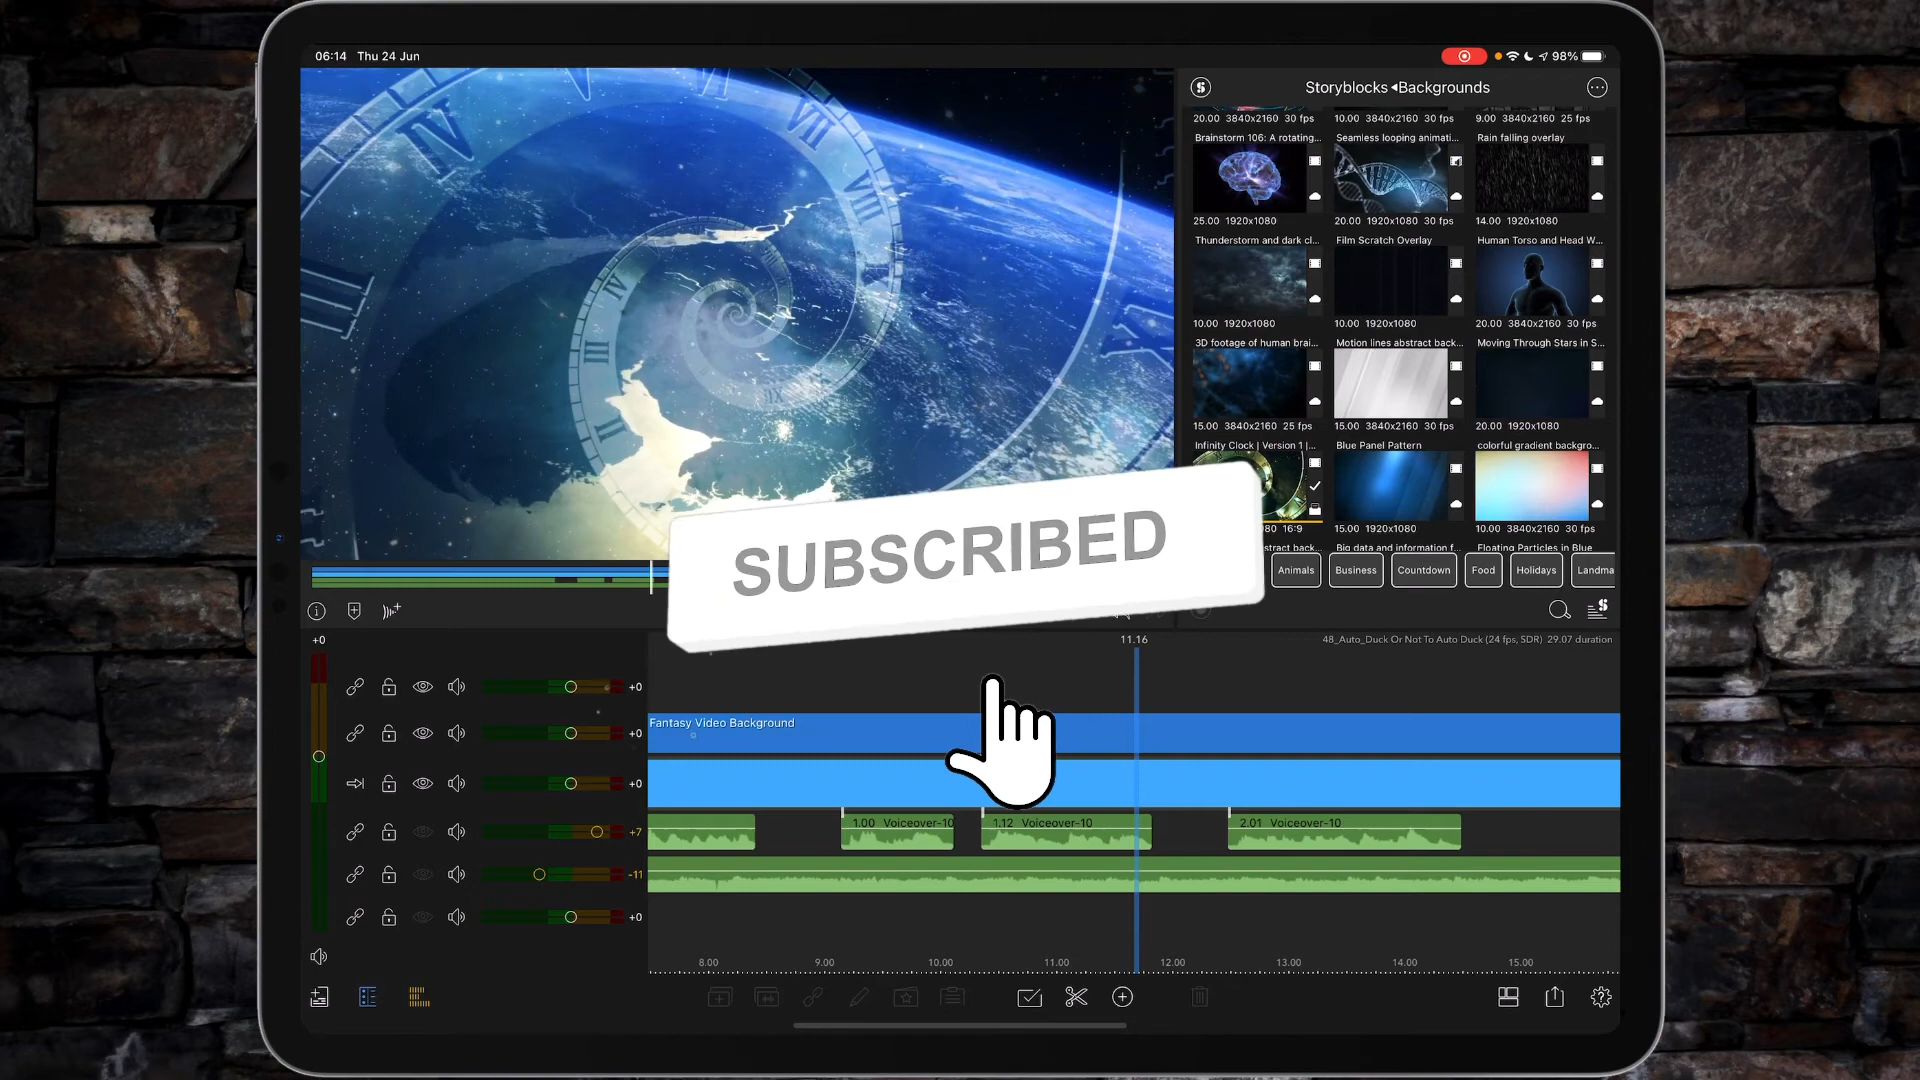 06:14 Thu 24 Jun
98%
Storyblocks ◂Backgrounds
20.00 3840x2160 30 fps
10.00 3840x2160 30 fps
9.00 3840x2160 25 fps
Brainstorm 106: A rotating...
Seamless looping animati...
Rain falling overlay
25.00 1920x1080
20.00 1920x1080 30 fps
14.00 1920x1080
Thunderstorm and dark cl...
Film Scratch Overlay
Human Torso and Head W...
10.00 1920x1080
10.00 1920x1080
20.00 3840x2160 30 fps
3D footage of human brai...
Motion lines abstract back...
Moving Through Stars in S...
15.00 3840x2160 25 fps
15.00 3840x2160 30 fps
20.00 1920x1080
Infinity Clock | Version 1 |...
Blue Panel Pattern
colorful gradient backgro...
80 16:9
15.00 1920x1080
10.00 3840x2160 30 fps
stract back...
Big data and information f...
Floating Particles in Blue
Animals
Business
Countdown
Food
Holidays
Landma
SUBSCRIBED
VII
VIII
IV
III
IV
III
II
+0
11.16
48_Auto_Duck Or Not To Auto Duck (24 fps, SDR) 29.07 duration
+0
Fantasy Video Background
+0
+0
+7
1.00 Voiceover-10
1.12 Voiceover-10
2.01 Voiceover-10
-11
+0
8.00
9.00
10.00
11.00
12.00
13.00
14.00
15.00